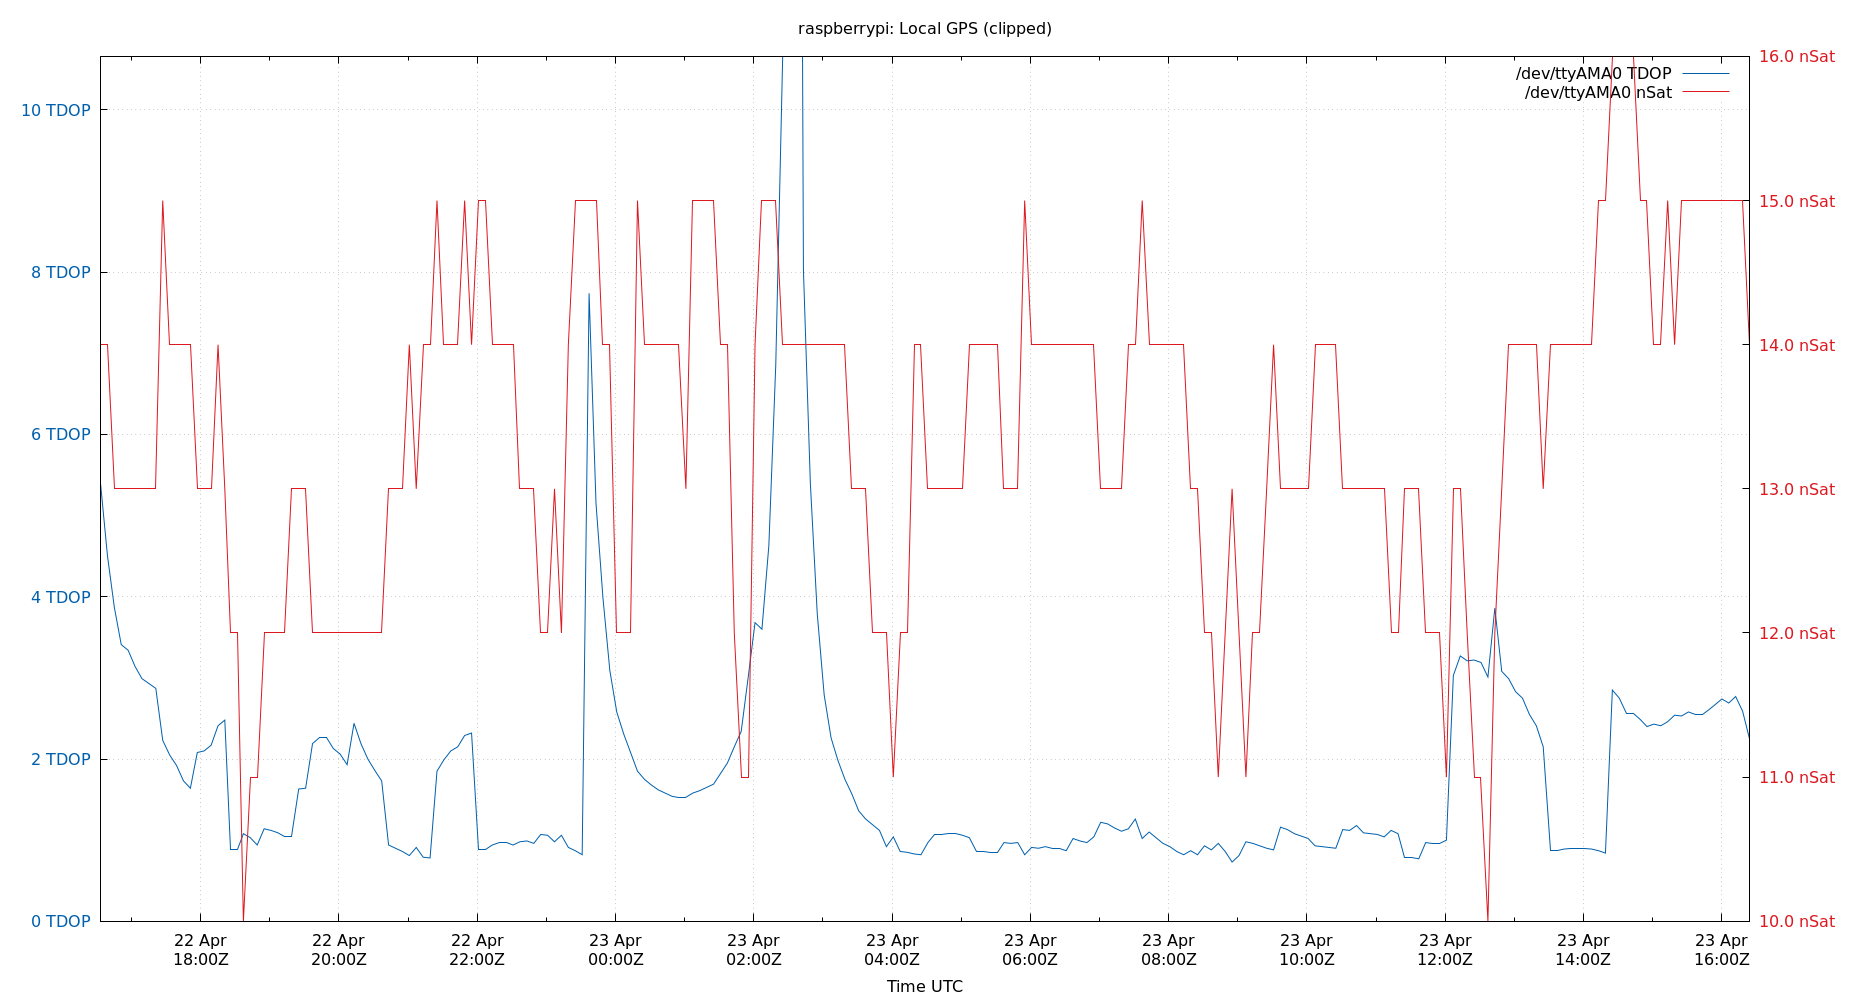 raspberrypi: Local GPS (clipped)
16.0 nSat
/dev/ttyAMA0 TDOP
/dev/ttyAMA0 nSat
10 TDOP
15.0 nSat
8 TDOP
14.0 nSat
6 TDOP
13.0 nSat
4 TDOP
12.0 nSat
2 TDOP
11.0 nSat
0 TDOP
10.0 nSat
22 Apr 22 Apr 22 Apr 23 Apr 23 Apr 23 Apr 23 Apr 23 Apr 23 Apr 23 Apr 23 Apr 23 Apr
18:00Z 20:00Z 22:00Z 00:00Z 02:00Z 04:00Z 06:00Z 08:00Z 10:00Z 12:00Z 14:00Z 16:00Z
Time UTC